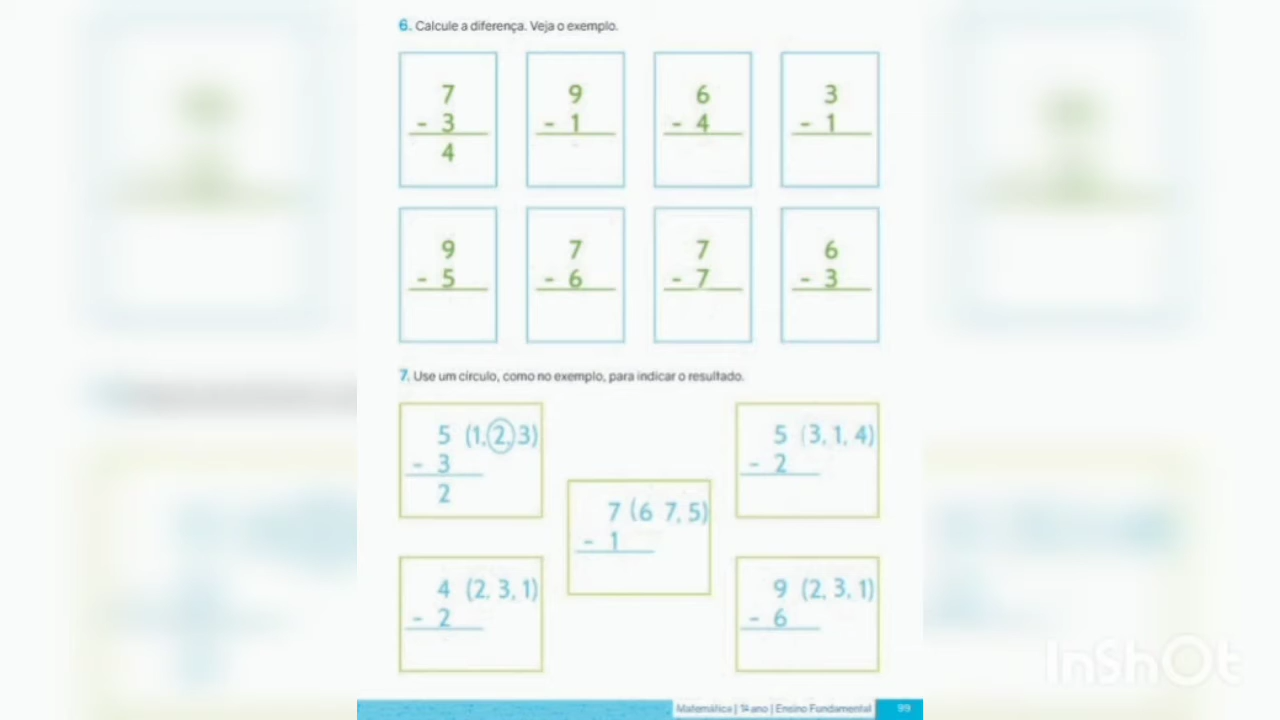 6. Calcule a diferença. Veja o exemplo.
7 9 6 3
- 3 - 1 - 4 - 1
4
9 7 7 6
- 5 - 6 - 7 - 3
7. Use um círculo, como no exemplo, para indicar o resultado.
5 (1, 2, 3) 5 (3, 1, 4)
- 3 - 2
2
7 (6 7, 5)
- 1
4 (2, 3, 1) 9 (2, 3, 1)
- 2 - 6
Matemática | 1º ano | Ensino Fundamental 99
InShOt